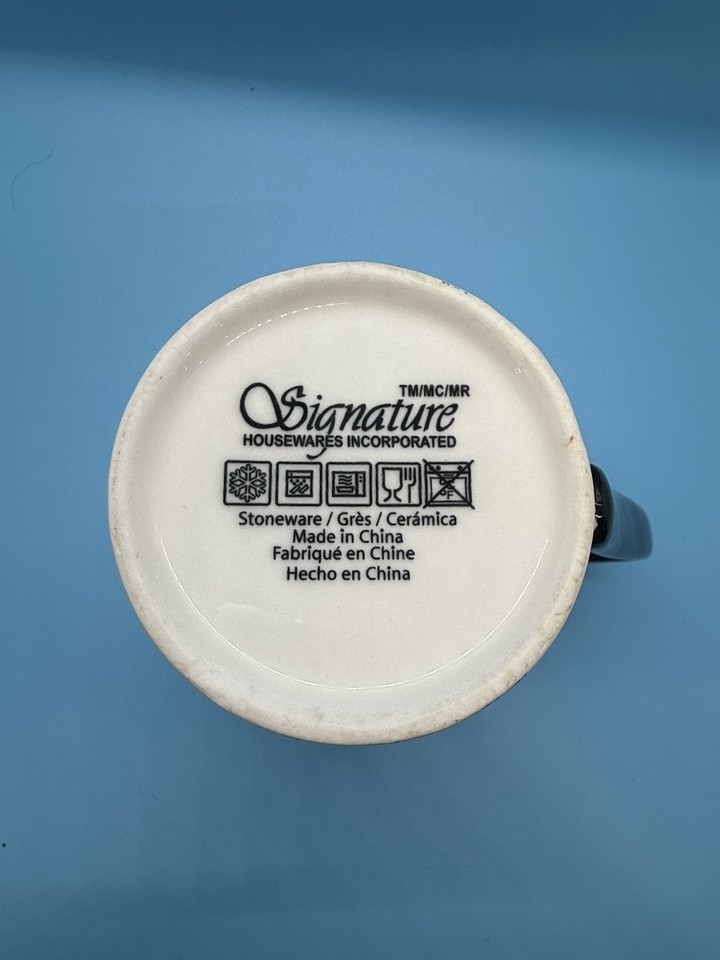 TM/MC/MR
Signature
HOUSEWARES INCORPORATED
Stoneware / Grès / Cerámica
Made in China
Fabriqué en Chine
Hecho en China